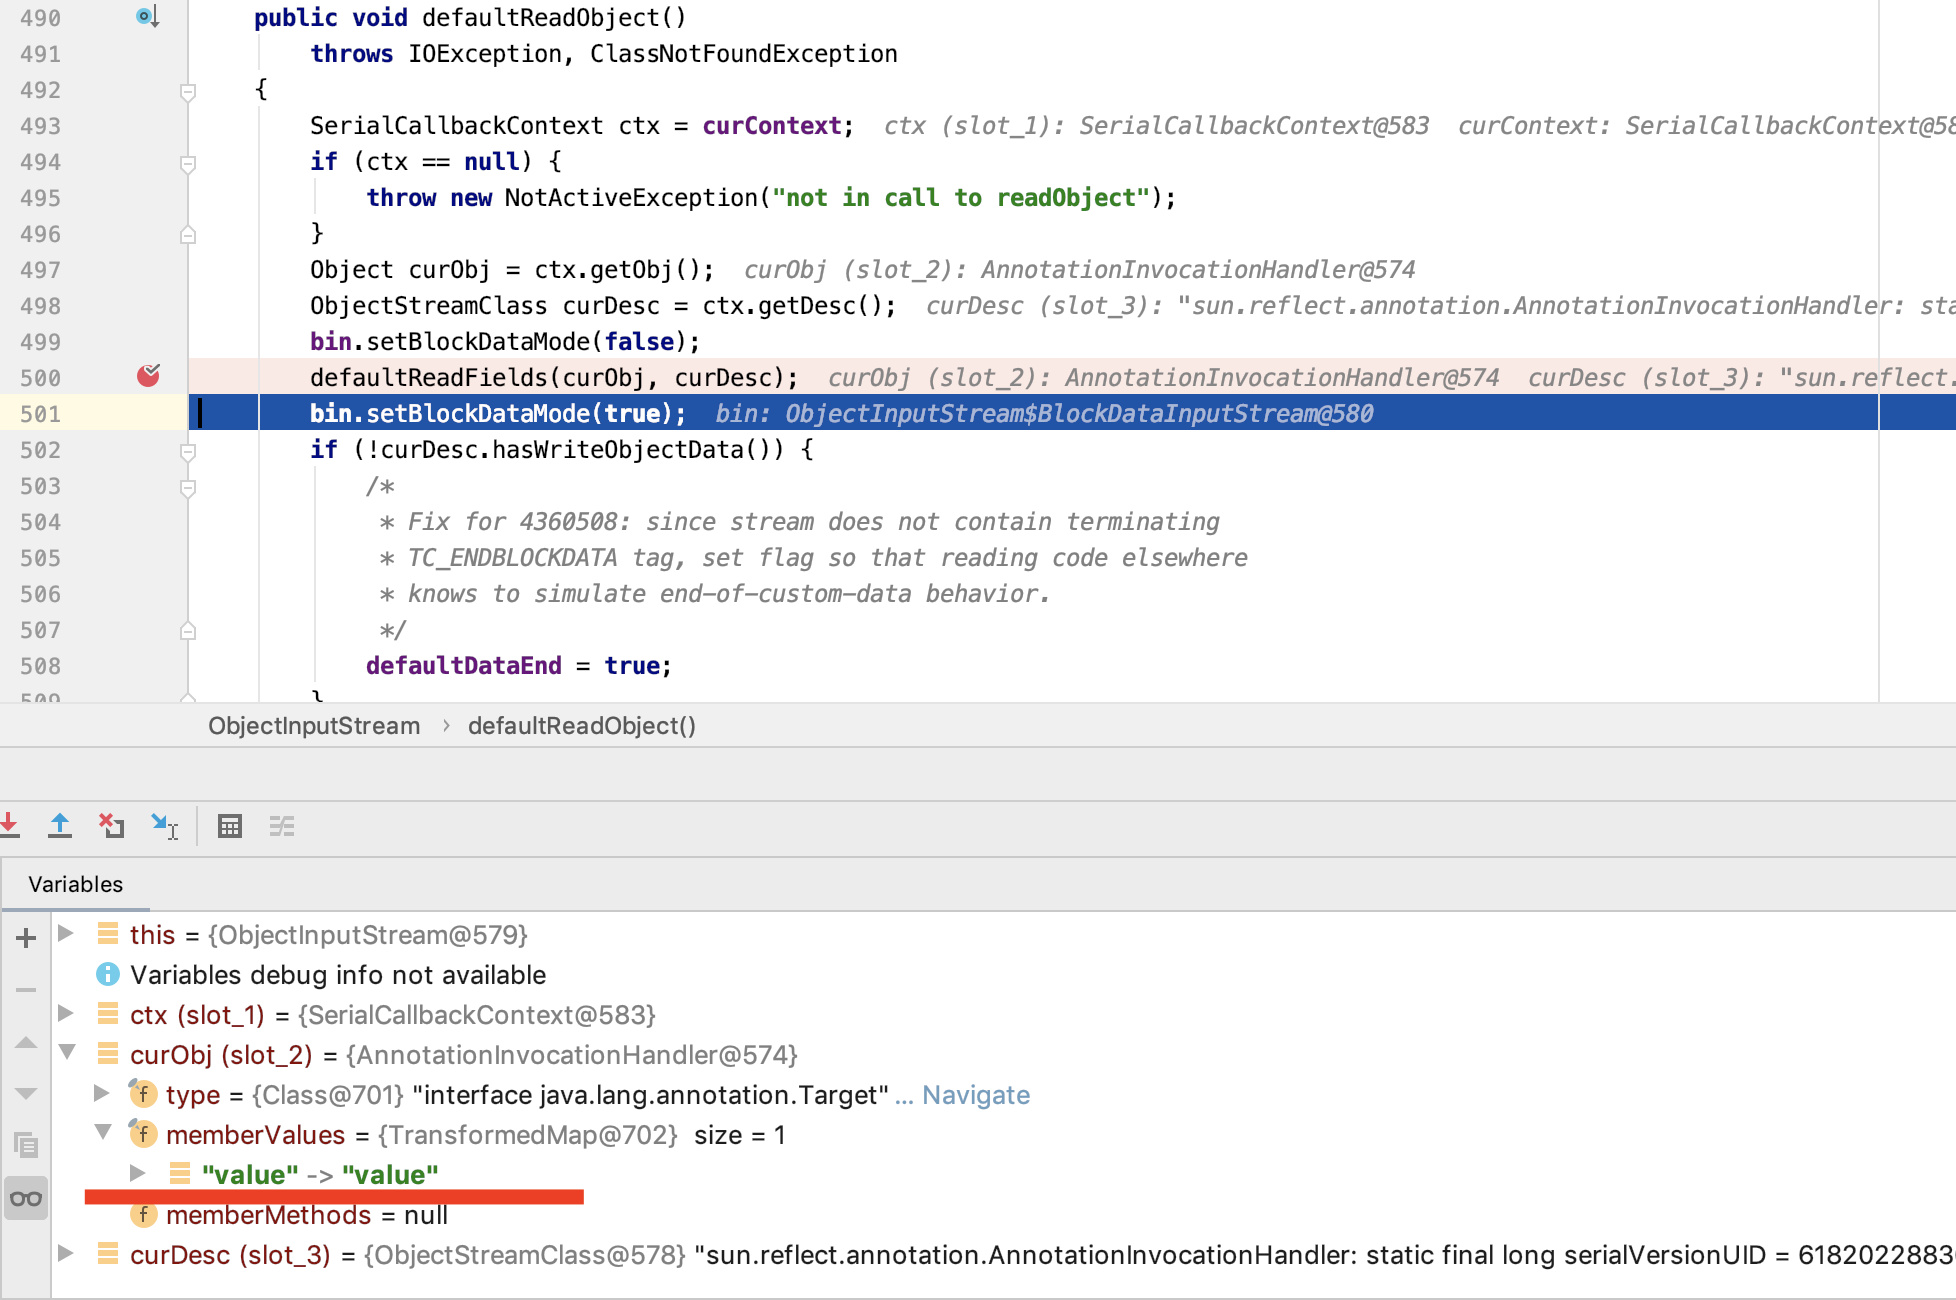 490 public void defaultReadObject()
491 throws IOException, ClassNotFoundException
492 {
493 SerialCallbackContext ctx = curContext; ctx (slot_1): SerialCallbackContext@583 curContext: SerialCallbackContext@58
494 if (ctx == null) {
495 throw new NotActiveException("not in call to readObject");
496 }
497 Object curObj = ctx.getObj(); curObj (slot_2): AnnotationInvocationHandler@574
498 ObjectStreamClass curDesc = ctx.getDesc(); curDesc (slot_3): "sun.reflect.annotation.AnnotationInvocationHandler: sta
499 bin.setBlockDataMode(false);
500 defaultReadFields(curObj, curDesc); curObj (slot_2): AnnotationInvocationHandler@574 curDesc (slot_3): "sun.reflect.
501 bin.setBlockDataMode(true); bin: ObjectInputStream$BlockDataInputStream@580
502 if (!curDesc.hasWriteObjectData()) {
503 /*
504 * Fix for 4360508: since stream does not contain terminating
505 * TC_ENDBLOCKDATA tag, set flag so that reading code elsewhere
506 * knows to simulate end-of-custom-data behavior.
507 */
508 defaultDataEnd = true;
509 }
ObjectInputStream › defaultReadObject()
Variables
this = {ObjectInputStream@579}
Variables debug info not available
ctx (slot_1) = {SerialCallbackContext@583}
curObj (slot_2) = {AnnotationInvocationHandler@574}
type = {Class@701} "interface java.lang.annotation.Target" ... Navigate
memberValues = {TransformedMap@702} size = 1
"value" -> "value"
memberMethods = null
curDesc (slot_3) = {ObjectStreamClass@578} "sun.reflect.annotation.AnnotationInvocationHandler: static final long serialVersionUID = 6182022883